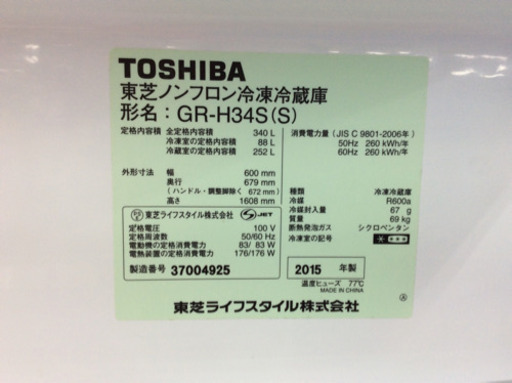 TOSHIBA
東芝ノンフロン冷凍冷蔵庫
形名：GR-H34S(S)
定格内容積 全定格内容積 340 L
冷凍室の定格内容積 88 L
冷蔵室の定格内容積 252 L
外形寸法 幅 600 mm
奥行 679 mm
(ハンドル・調整脚除く 672 mm)
高さ 1608 mm
東芝ライフスタイル株式会社 S-JET
定格電圧 100 V
定格周波数 50/60 Hz
電動機の定格消費電力 83/ 83 W
電熱装置の定格消費電力 176/176 W
製造番号 37004925
消費電力量 (JIS C 9801-2006年)
50Hz 260 kWh/年
60Hz 260 kWh/年
種類 冷凍冷蔵庫
冷媒 R600a
冷媒封入量 67 g
質量 69 kg
断熱発泡ガス シクロペンタン
冷凍室の記号
2015 年製
温度ヒューズ 77℃
MADE IN CHINA
東芝ライフスタイル株式会社